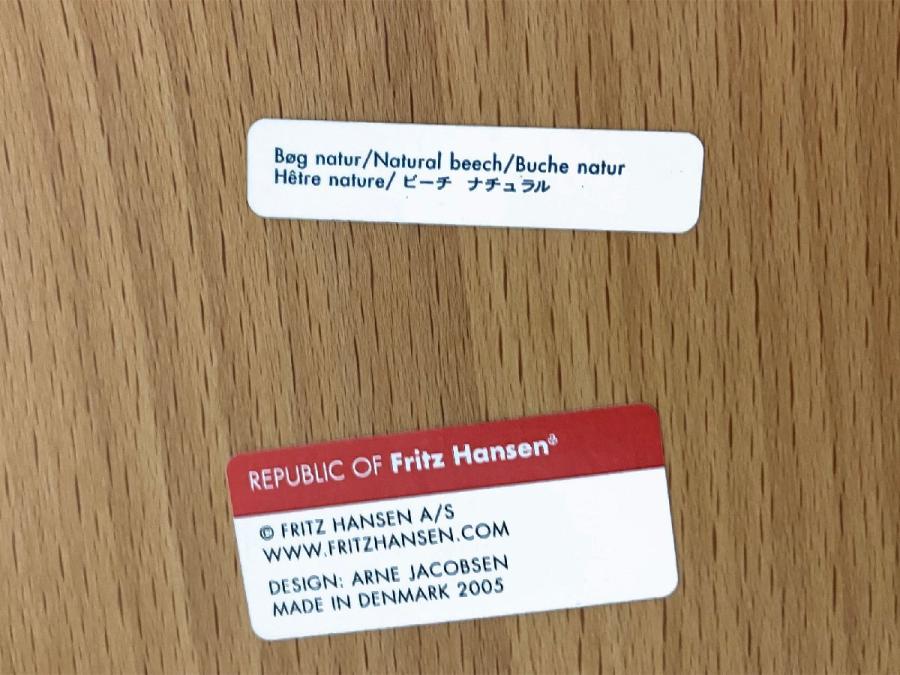 Bøg natur/Natural beech/Buche natur
Hêtre nature/ ビーチ ナチュラル
REPUBLIC OF Fritz Hansen®
© FRITZ HANSEN A/S
WWW.FRITZHANSEN.COM
DESIGN: ARNE JACOBSEN
MADE IN DENMARK 2005